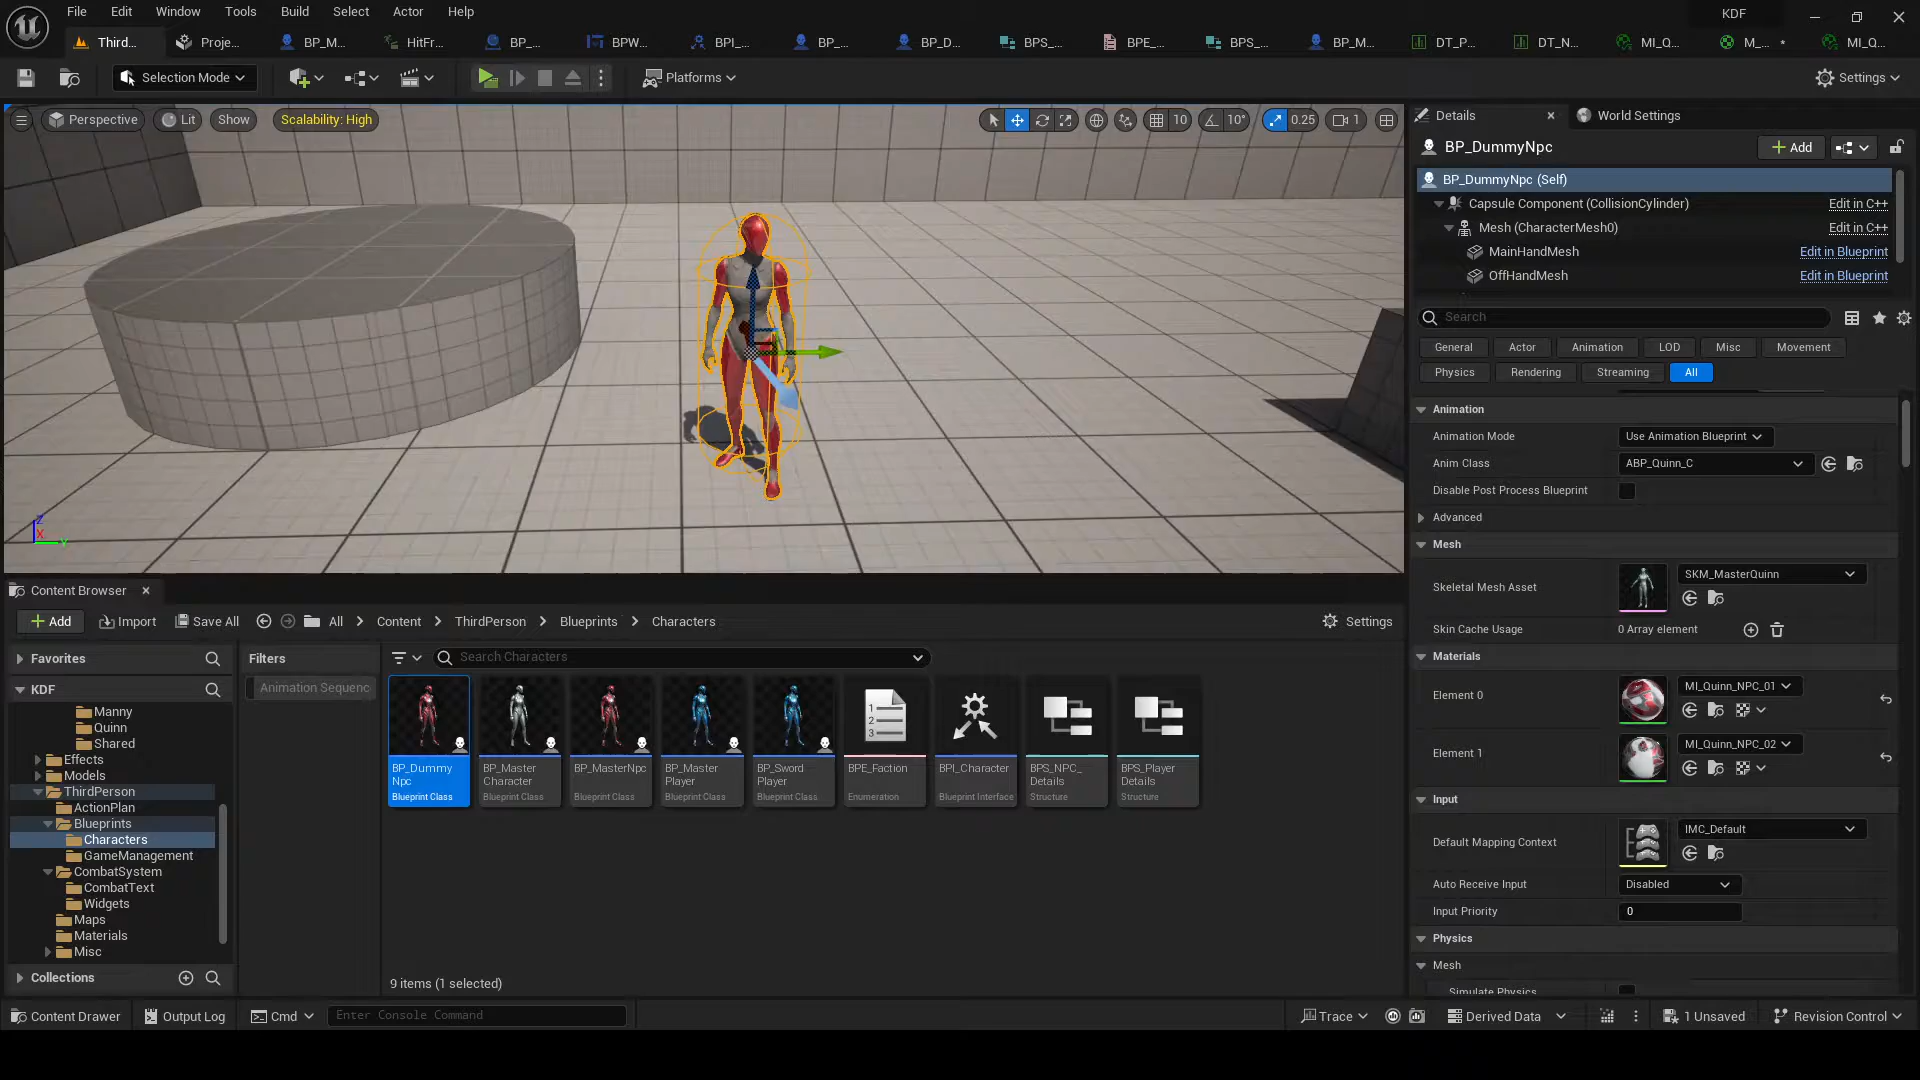 File Edit Window Tools Build Select Actor Help
KDF
Third... Proje... BP_M... HitFr... BP_... BPW... BPI_... BP_... BP_D... BPS_... BPE_... BPS_... BP_M... DT_P... DT_N... MI_Q... M_... MI_Q...
Selection Mode
Platforms
Settings
Perspective Lit Show Scalability: High
10 10° 0.25 1
Details World Settings
BP_DummyNpc
Add
BP_DummyNpc (Self)
Capsule Component (CollisionCylinder) Edit in C++
Mesh (CharacterMesh0) Edit in C++
MainHandMesh Edit in Blueprint
OffHandMesh Edit in Blueprint
Search
General Actor Animation LOD Misc Movement
Physics Rendering Streaming All
Animation
Animation Mode Use Animation Blueprint
Anim Class ABP_Quinn_C
Disable Post Process Blueprint
Advanced
Mesh
Skeletal Mesh Asset SKM_MasterQuinn
Skin Cache Usage 0 Array element
Materials
Element 0 MI_Quinn_NPC_01
Element 1 MI_Quinn_NPC_02
Input
Default Mapping Context IMC_Default
Auto Receive Input Disabled
Input Priority 0
Physics
Mesh
Simulate Physics
Z
X
Y
Content Browser
Add Import Save All All Content ThirdPerson Blueprints Characters Settings
Favorites
KDF
Manny
Quinn
Shared
Effects
Models
ThirdPerson
ActionPlan
Blueprints
Characters
GameManagement
CombatSystem
CombatText
Widgets
Maps
Materials
Misc
Collections
Filters
Animation Sequenc
Search Characters
BP_Dummy
Npc
Blueprint Class
BP_Master
Character
Blueprint Class
BP_MasterNpc
Blueprint Class
BP_Master
Player
Blueprint Class
BP_Sword
Player
Blueprint Class
BPE_Faction
Enumeration
BPI_Character
Blueprint Interface
BPS_NPC_
Details
Structure
BPS_Player
Details
Structure
9 items (1 selected)
Content Drawer Output Log Cmd Enter Console Command Trace Derived Data 1 Unsaved Revision Control